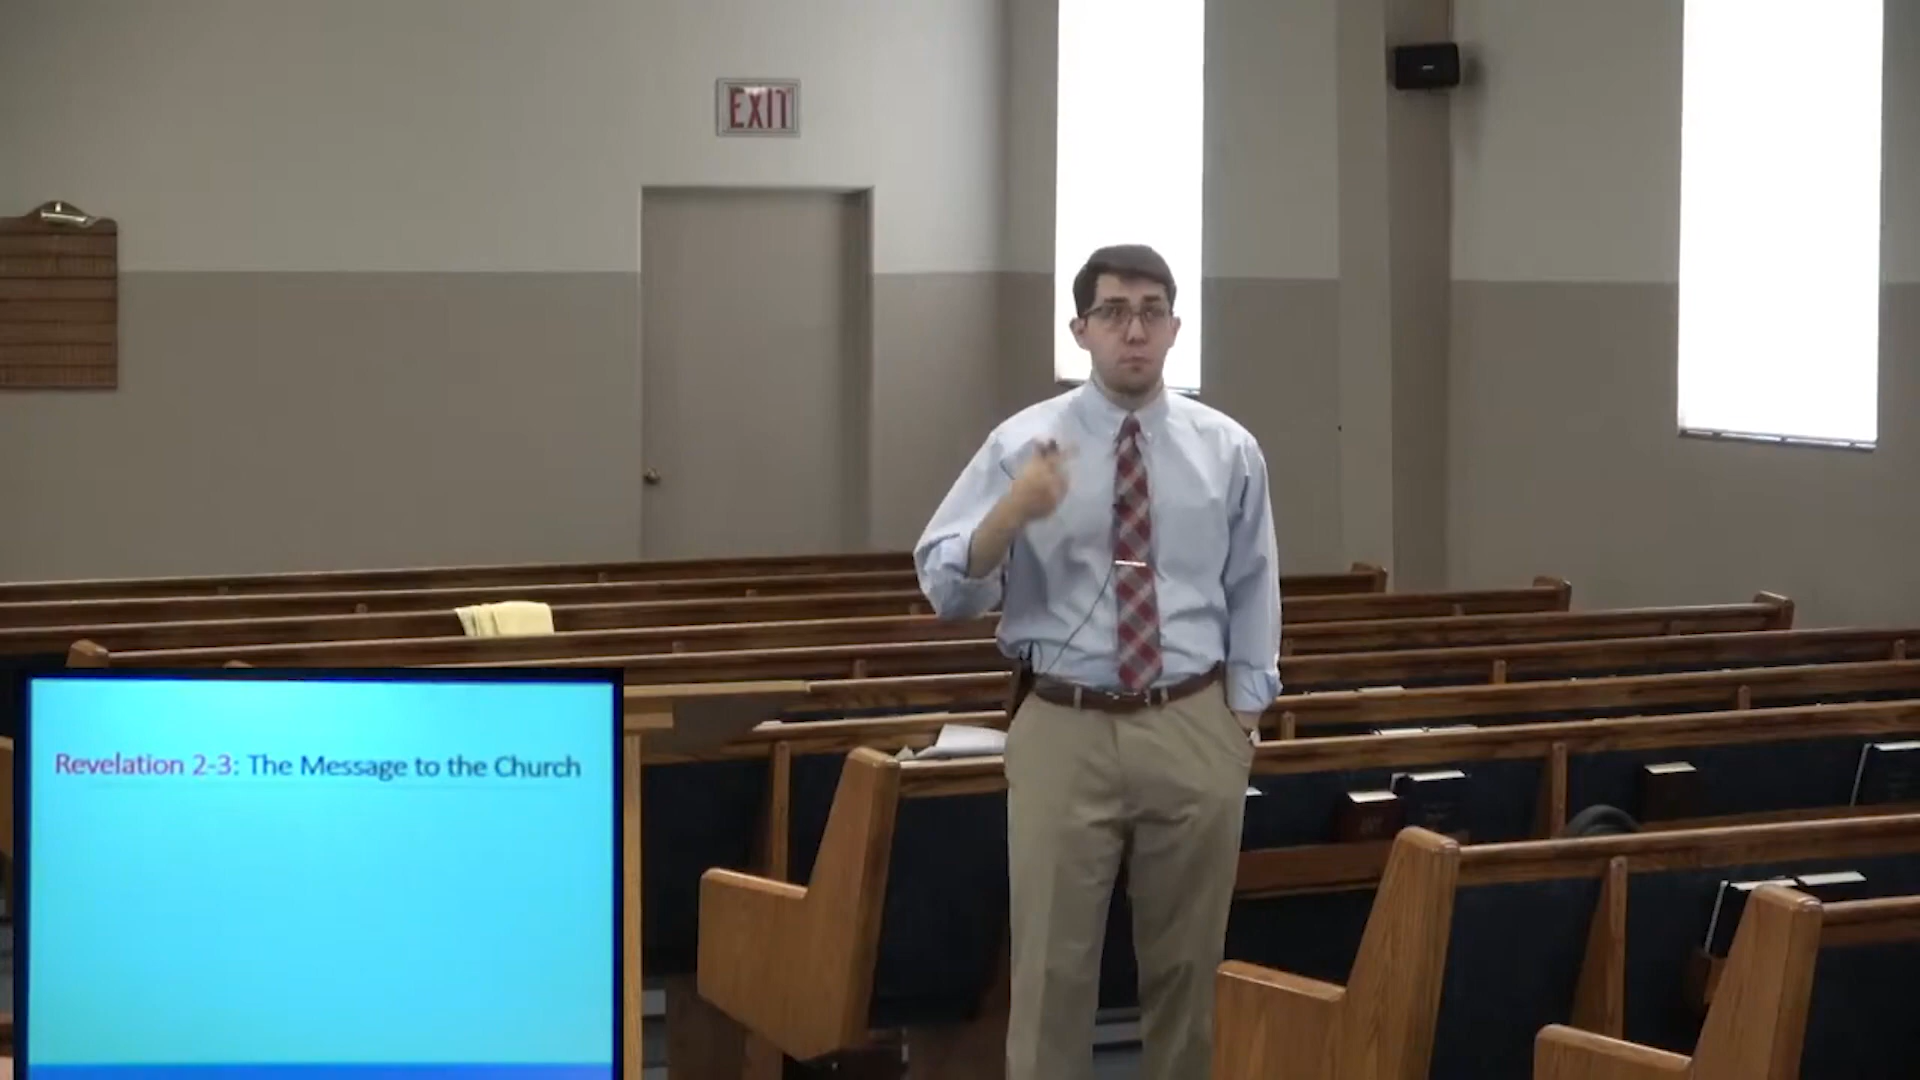 EXIT
Revelation 2-3: The Message to the Church